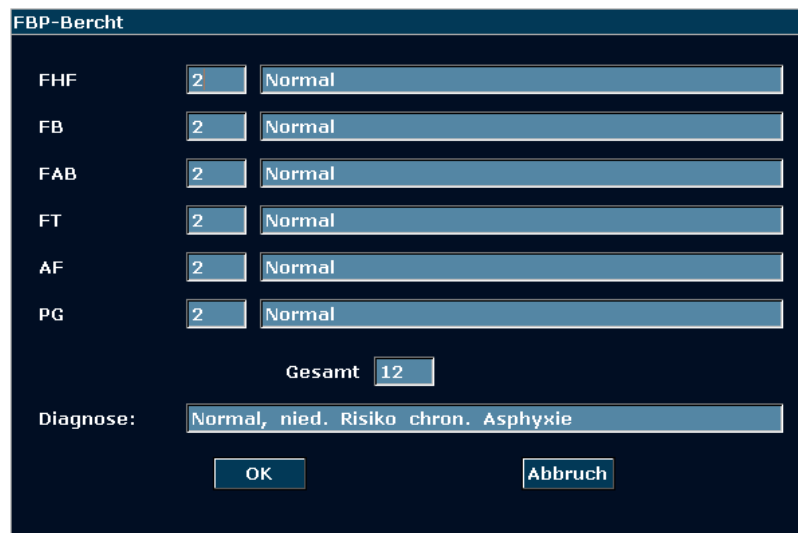 FBP-Bercht
FHF 2 Normal
FB 2 Normal
FAB 2 Normal
FT 2 Normal
AF 2 Normal
PG 2 Normal
Gesamt 12
Diagnose: Normal, nied. Risiko chron. Asphyxie
OK Abbruch